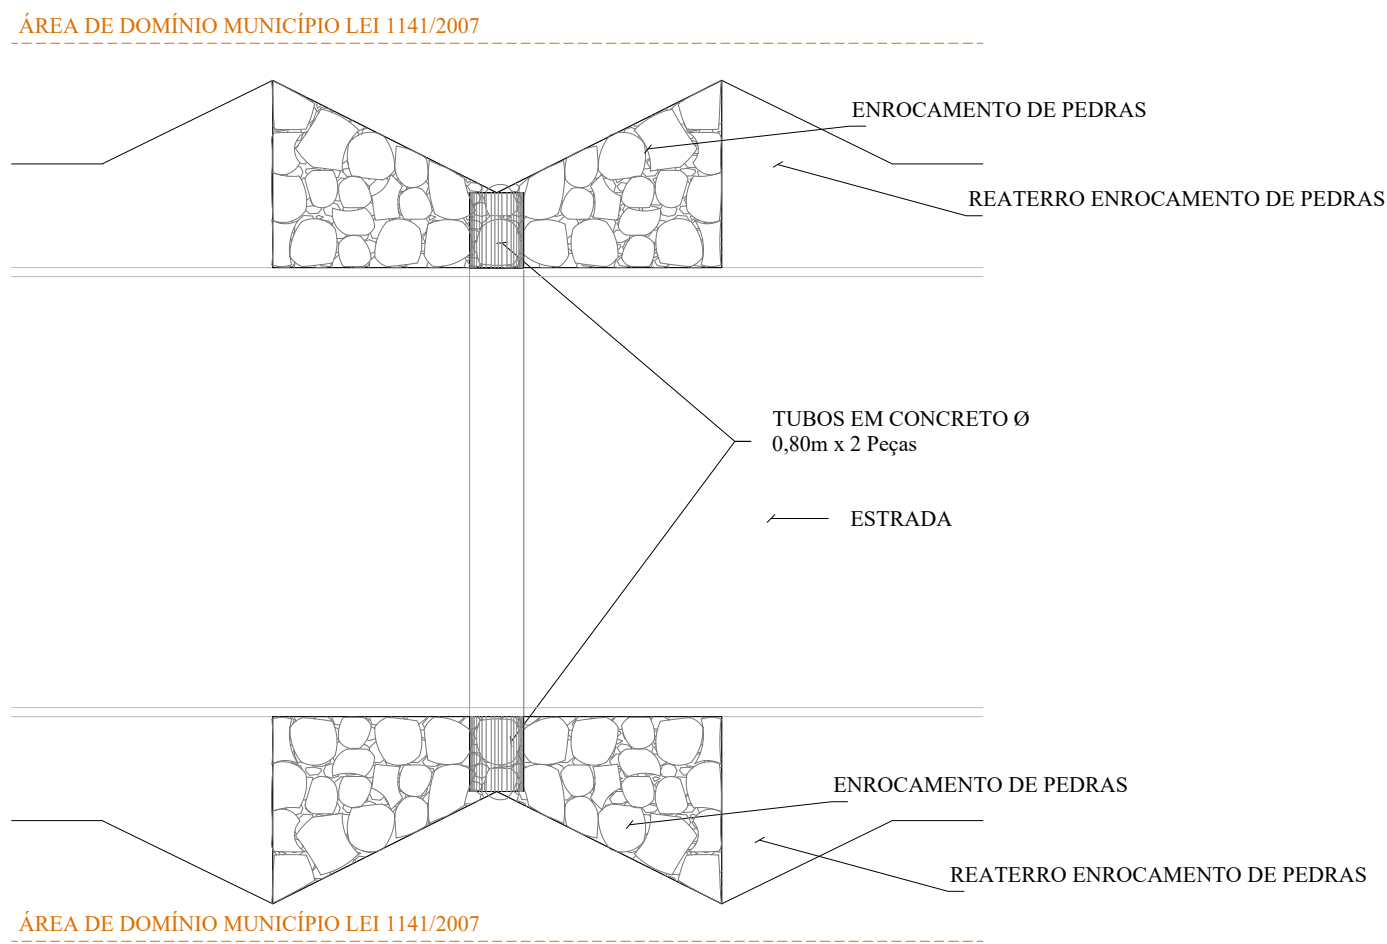 ÁREA DE DOMÍNIO MUNICÍPIO LEI 1141/2007
ENROCAMENTO DE PEDRAS
REATERRO ENROCAMENTO DE PEDRAS
TUBOS EM CONCRETO Ø
0,80m x 2 Peças
ESTRADA
ENROCAMENTO DE PEDRAS
REATERRO ENROCAMENTO DE PEDRAS
ÁREA DE DOMÍNIO MUNICÍPIO LEI 1141/2007